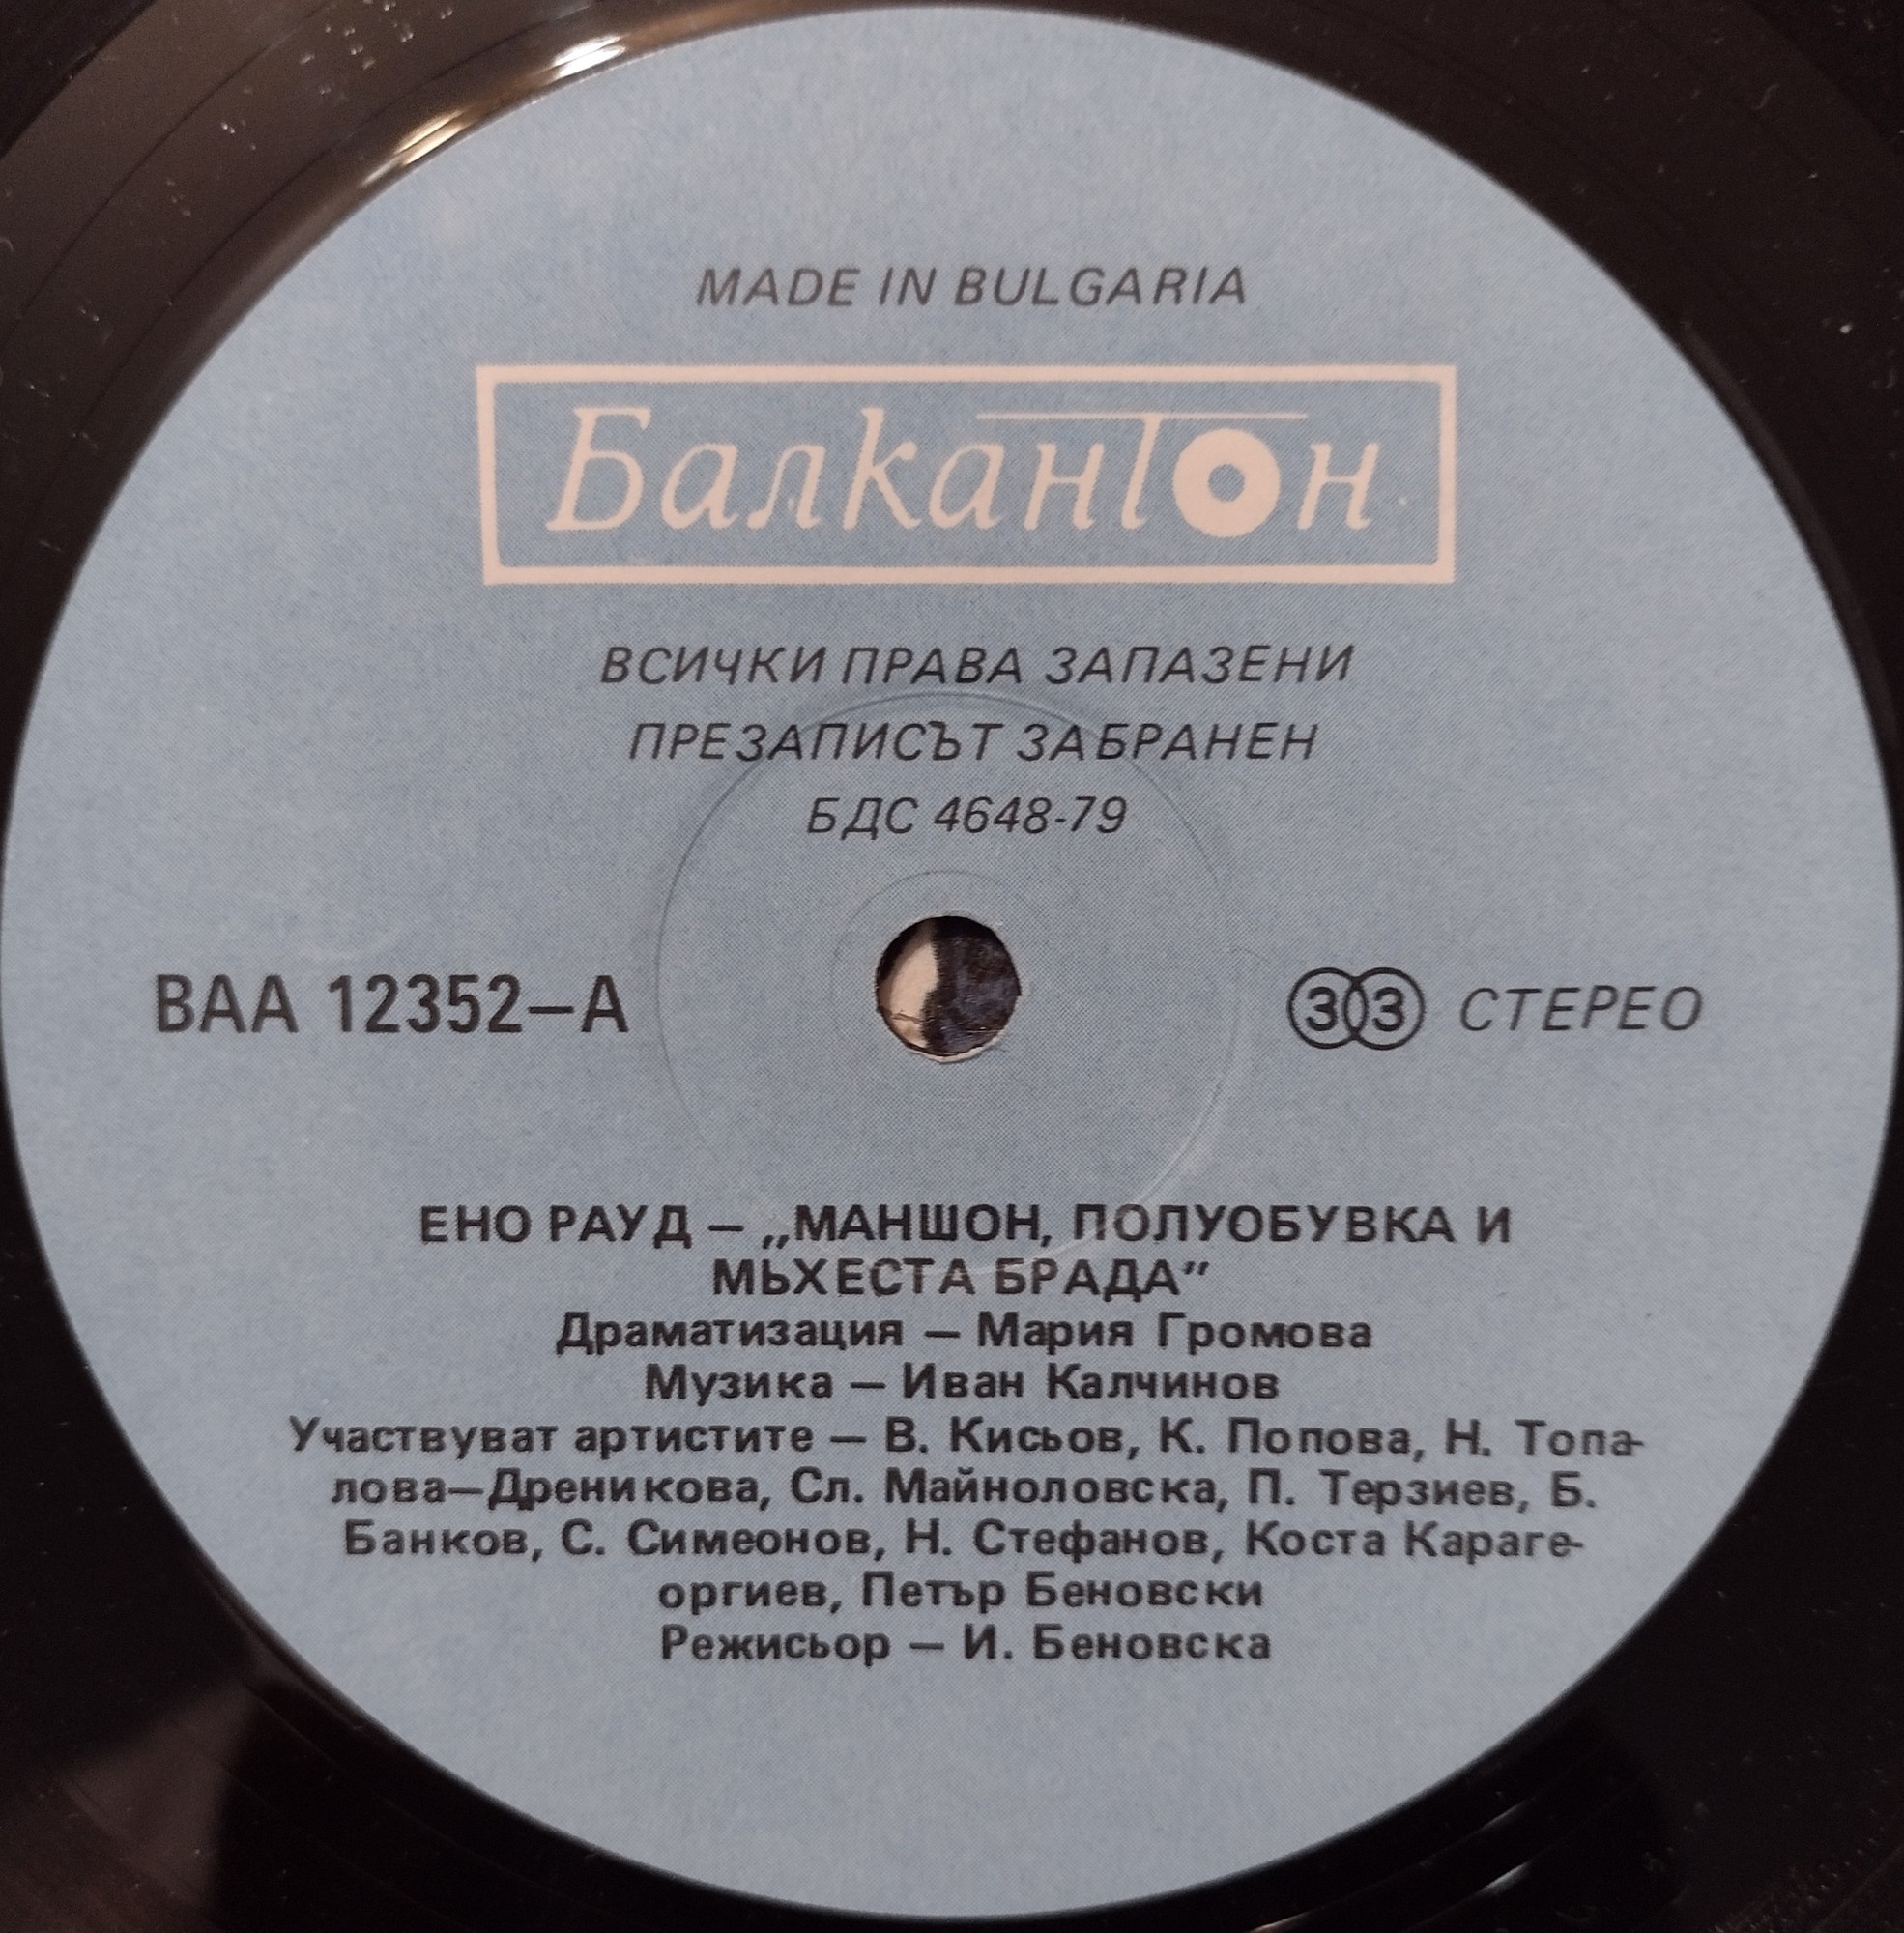 MADE IN BULGARIA
Балкантон
ВСИЧКИ ПРАВА ЗАПАЗЕНИ
ПРЕЗАПИСЪТ ЗАБРАНЕН
БДС 4648-79
ВАА 12352—А
33 СТЕРЕО
ЕНО РАУД — „МАНШОН, ПОЛУОБУВКА И
МЬХЕСТА БРАДА”
Драматизация — Мария Громова
Музика — Иван Калчинов
Участвуват артистите — В. Кисьов, К. Попова, Н. Топа-
лова—Дреникова, Сл. Майноловска, П. Терзиев, Б.
Банков, С. Симеонов, Н. Стефанов, Коста Караге-
оргиев, Петър Беновски
Режисьор — И. Беновска